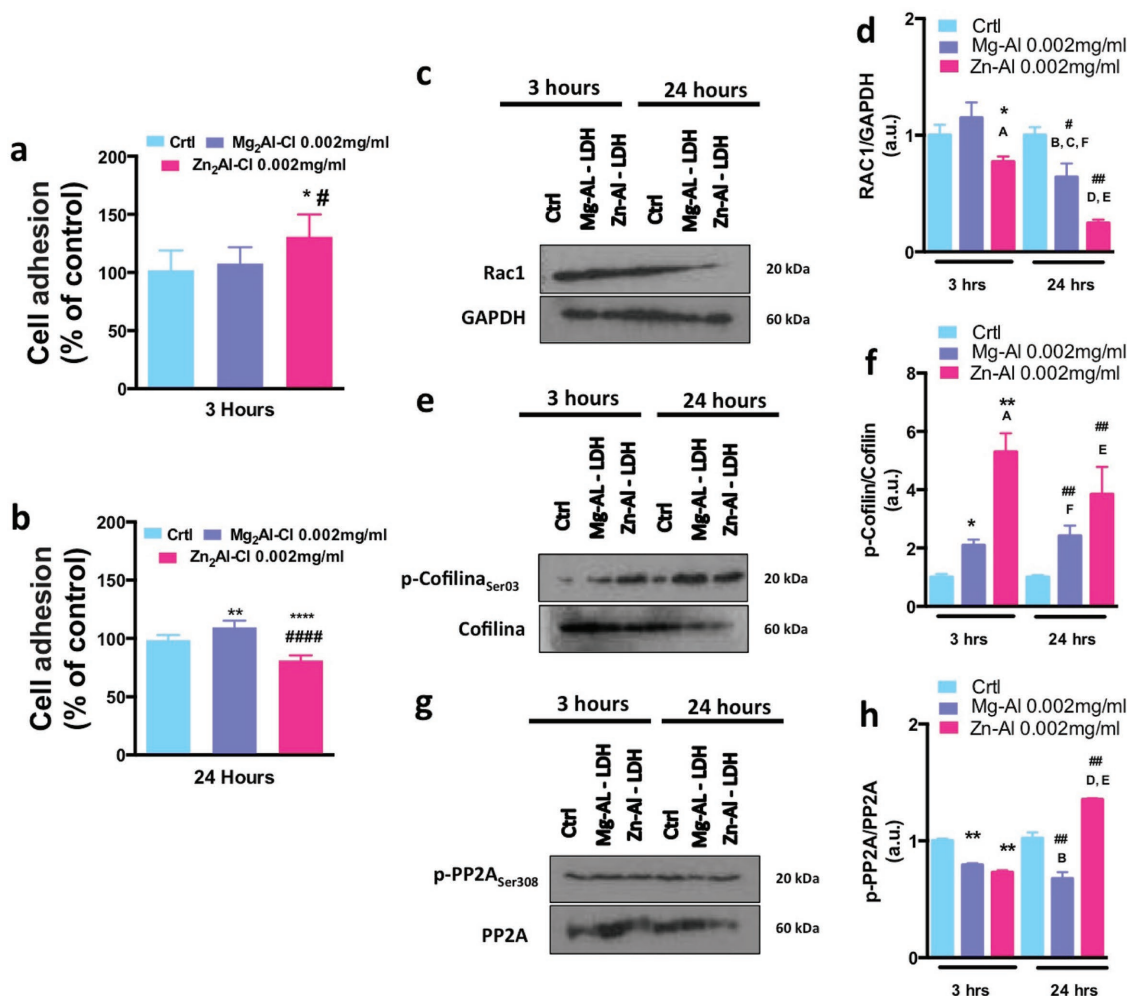 a
Crtl
Mg2Al-Cl 0.002mg/ml
Zn2Al-Cl 0.002mg/ml
Cell adhesion
(% of control)
200
150
100
50
0
* #
3 Hours
b
Crtl
Mg2Al-Cl 0.002mg/ml
Zn2Al-Cl 0.002mg/ml
Cell adhesion
(% of control)
200
150
100
50
0
**
****
####
24 Hours
c
3 hours
24 hours
Ctrl
Mg-AL - LDH
Zn-Al - LDH
Ctrl
Mg-AL - LDH
Zn-Al - LDH
Rac1
20 kDa
GAPDH
60 kDa
d
Crtl
Mg-Al 0.002mg/ml
Zn-Al 0.002mg/ml
RAC1/GAPDH
(a.u.)
2
1
0
*
A
#
B, C, F
##
D, E
3 hrs
24 hrs
e
3 hours
24 hours
Ctrl
Mg-AL - LDH
Zn-Al - LDH
Ctrl
Mg-AL - LDH
Zn-Al - LDH
p-CofilinaSer03
20 kDa
Cofilina
60 kDa
f
Crtl
Mg-Al 0.002mg/ml
Zn-Al 0.002mg/ml
p-Cofilin/Cofilin
(a.u.)
8
6
4
2
0
*
**
A
##
F
##
E
3 hrs
24 hrs
g
3 hours
24 hours
Ctrl
Mg-AL - LDH
Zn-Al - LDH
Ctrl
Mg-AL - LDH
Zn-Al - LDH
p-PP2ASer308
20 kDa
PP2A
60 kDa
h
Crtl
Mg-Al 0.002mg/ml
Zn-Al 0.002mg/ml
p-PP2A/PP2A
(a.u.)
2
1
0
**
**
##
B
##
D, E
3 hrs
24 hrs